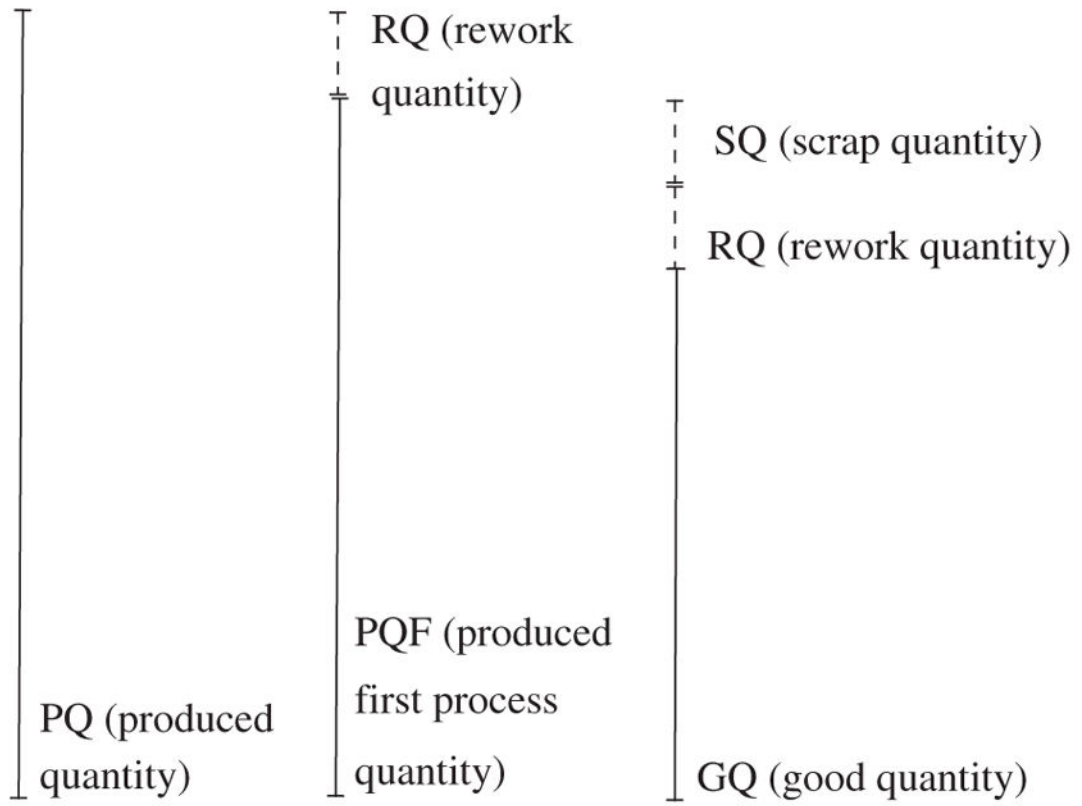 RQ (rework
quantity)
SQ (scrap quantity)
RQ (rework quantity)
PQF (produced
first process
quantity)
PQ (produced
quantity)
GQ (good quantity)